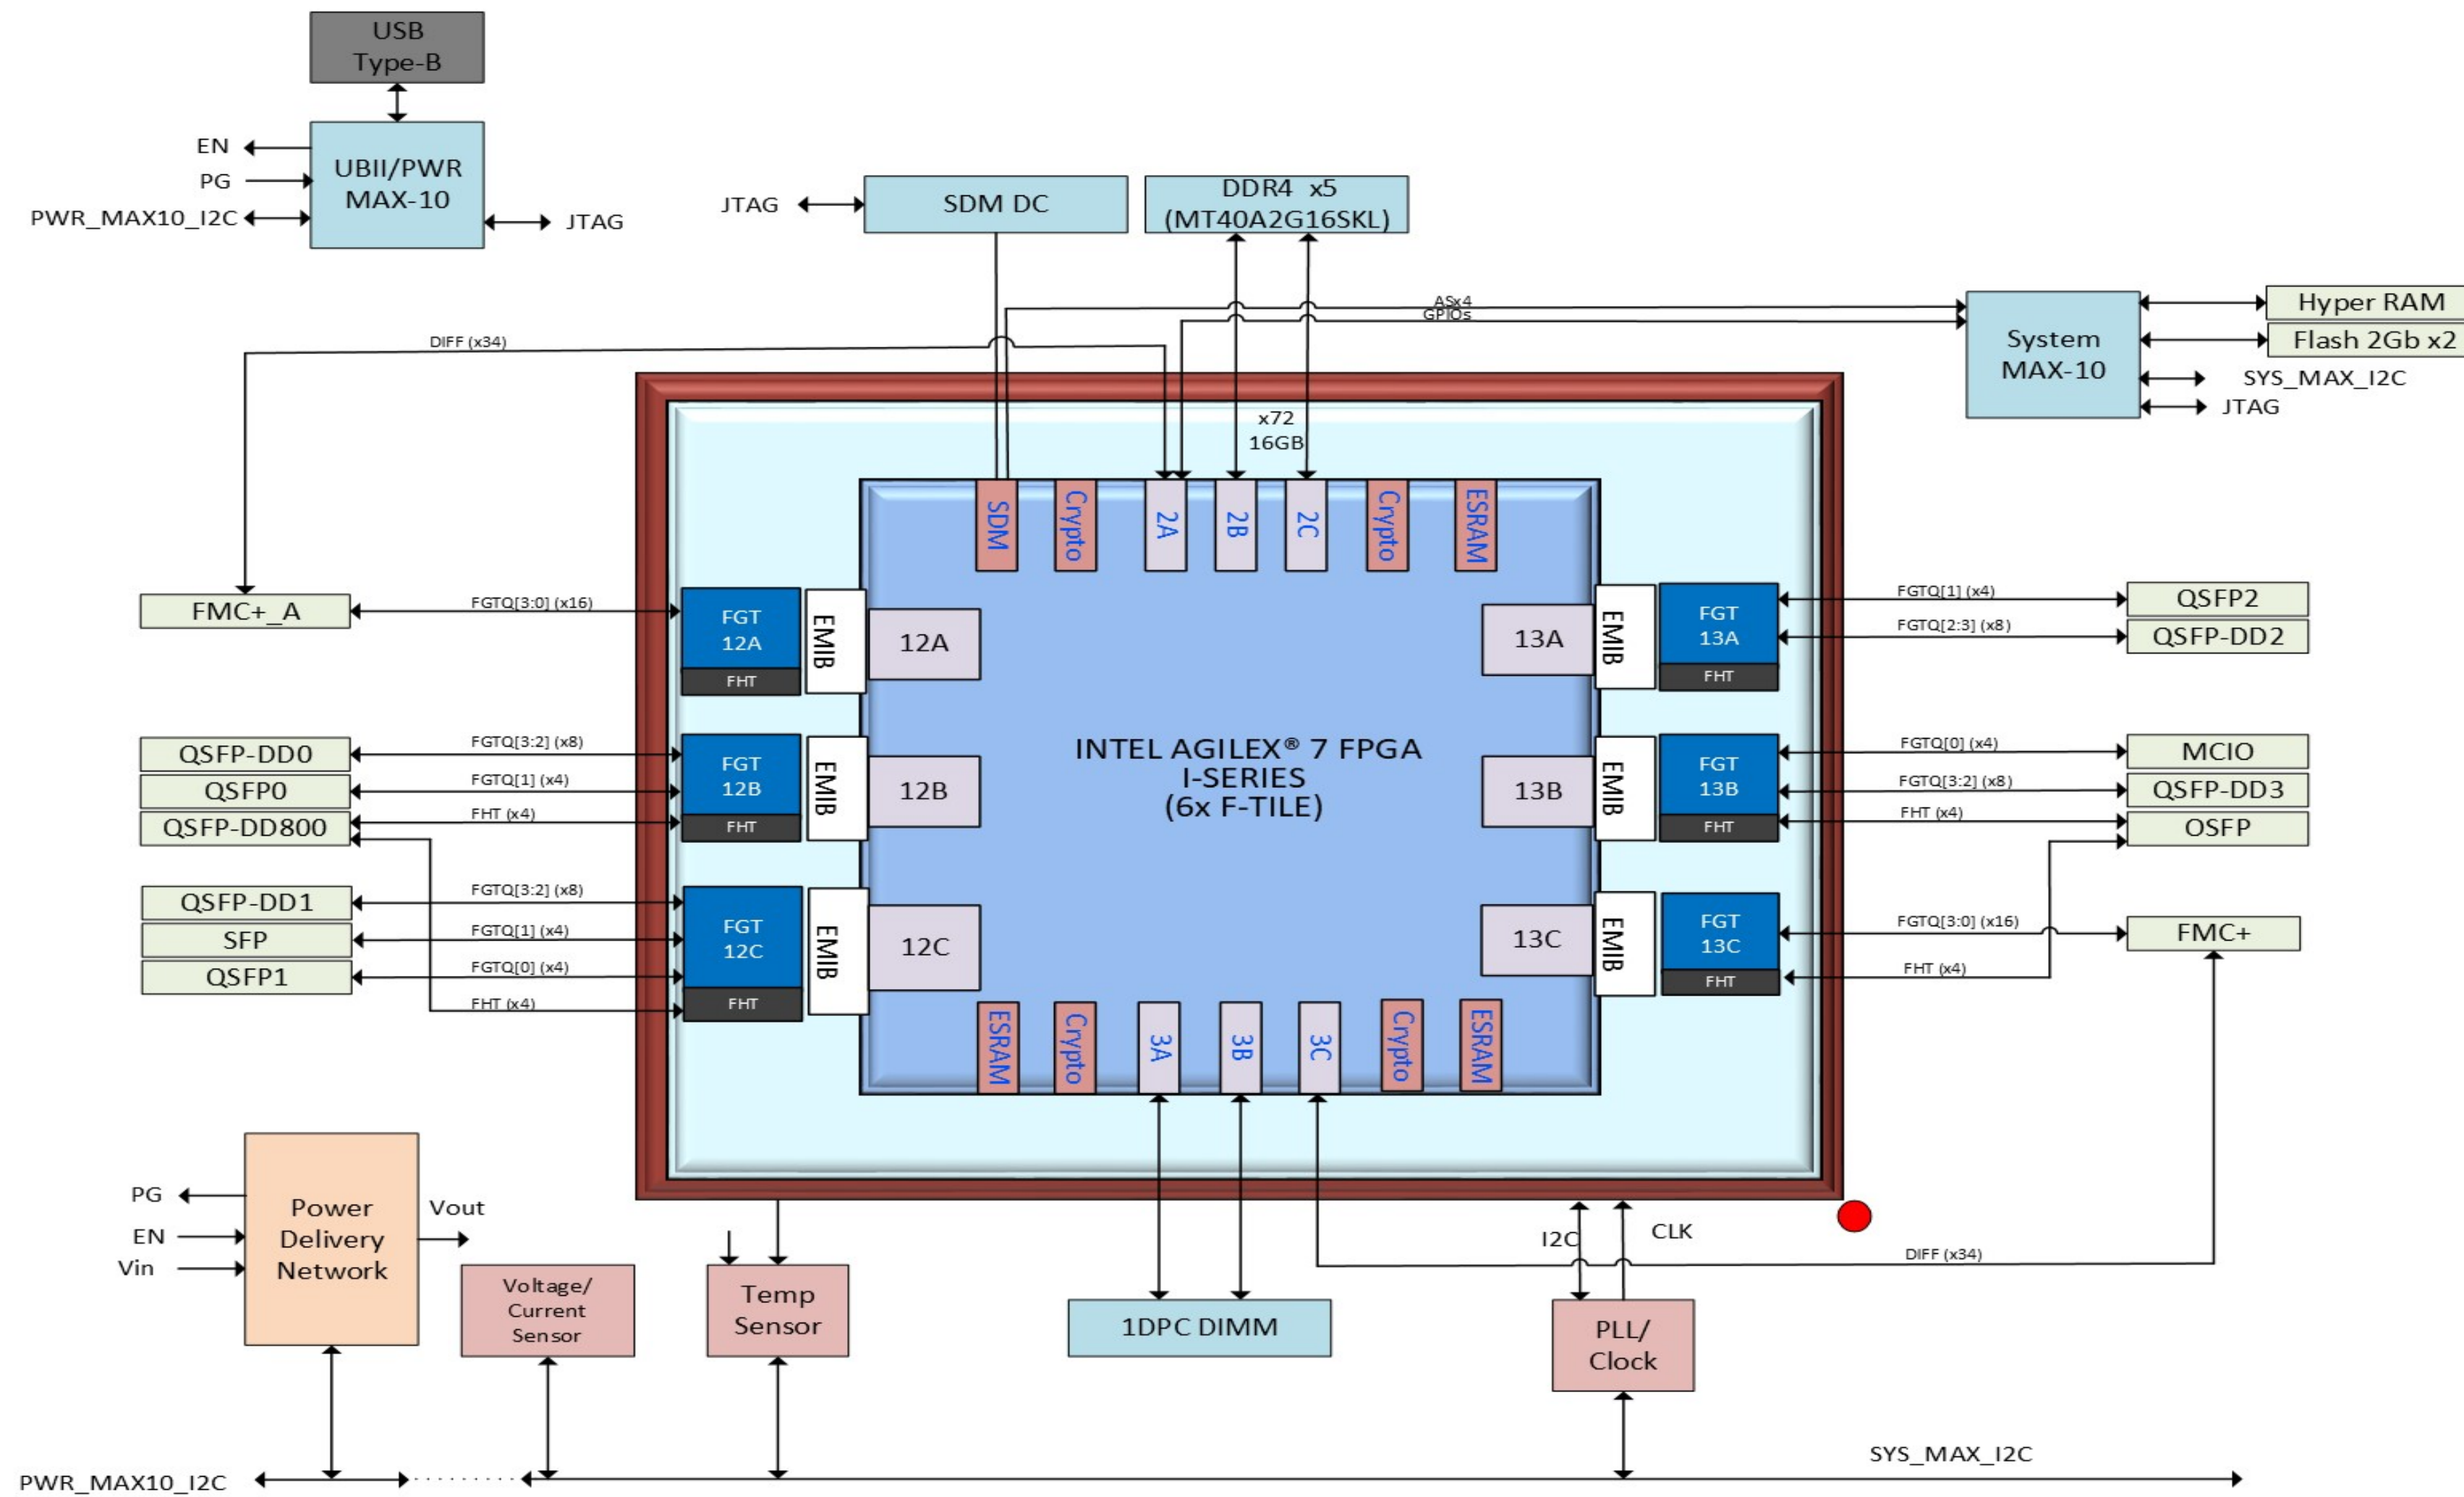 USB
Type-B
EN
PG
PWR_MAX10_I2C
UBII/PWR
MAX-10
JTAG
JTAG
SDM DC
DDR4 x5
(MT40A2G16SKL)
ASx4
GPIOs
DIFF (x34)
System
MAX-10
Hyper RAM
Flash 2Gb x2
SYS_MAX_I2C
JTAG
x72
16GB
SDM
Crypto
2A
2B
2C
Crypto
ESRAM
FMC+_A
FGTQ[3:0] (x16)
FGT
12A
FHT
EMIB
12A
13A
EMIB
FGT
13A
FHT
FGTQ[1] (x4)
QSFP2
FGTQ[2:3] (x8)
QSFP-DD2
QSFP-DD0
FGTQ[3:2] (x8)
QSFP0
FGTQ[1] (x4)
QSFP-DD800
FHT (x4)
FGT
12B
FHT
EMIB
12B
INTEL AGILEX® 7 FPGA
I-SERIES
(6x F-TILE)
13B
EMIB
FGT
13B
FHT
FGTQ[0] (x4)
MCIO
FGTQ[3:2] (x8)
QSFP-DD3
FHT (x4)
OSFP
QSFP-DD1
FGTQ[3:2] (x8)
SFP
FGTQ[1] (x4)
QSFP1
FGTQ[0] (x4)
FHT (x4)
FGT
12C
FHT
EMIB
12C
13C
EMIB
FGT
13C
FHT
FGTQ[3:0] (x16)
FMC+
FHT (x4)
ESRAM
Crypto
3A
3B
3C
Crypto
ESRAM
PG
EN
Vin
Power
Delivery
Network
Vout
Voltage/
Current
Sensor
Temp
Sensor
1DPC DIMM
I2C
CLK
DIFF (x34)
PLL/
Clock
PWR_MAX10_I2C
SYS_MAX_I2C